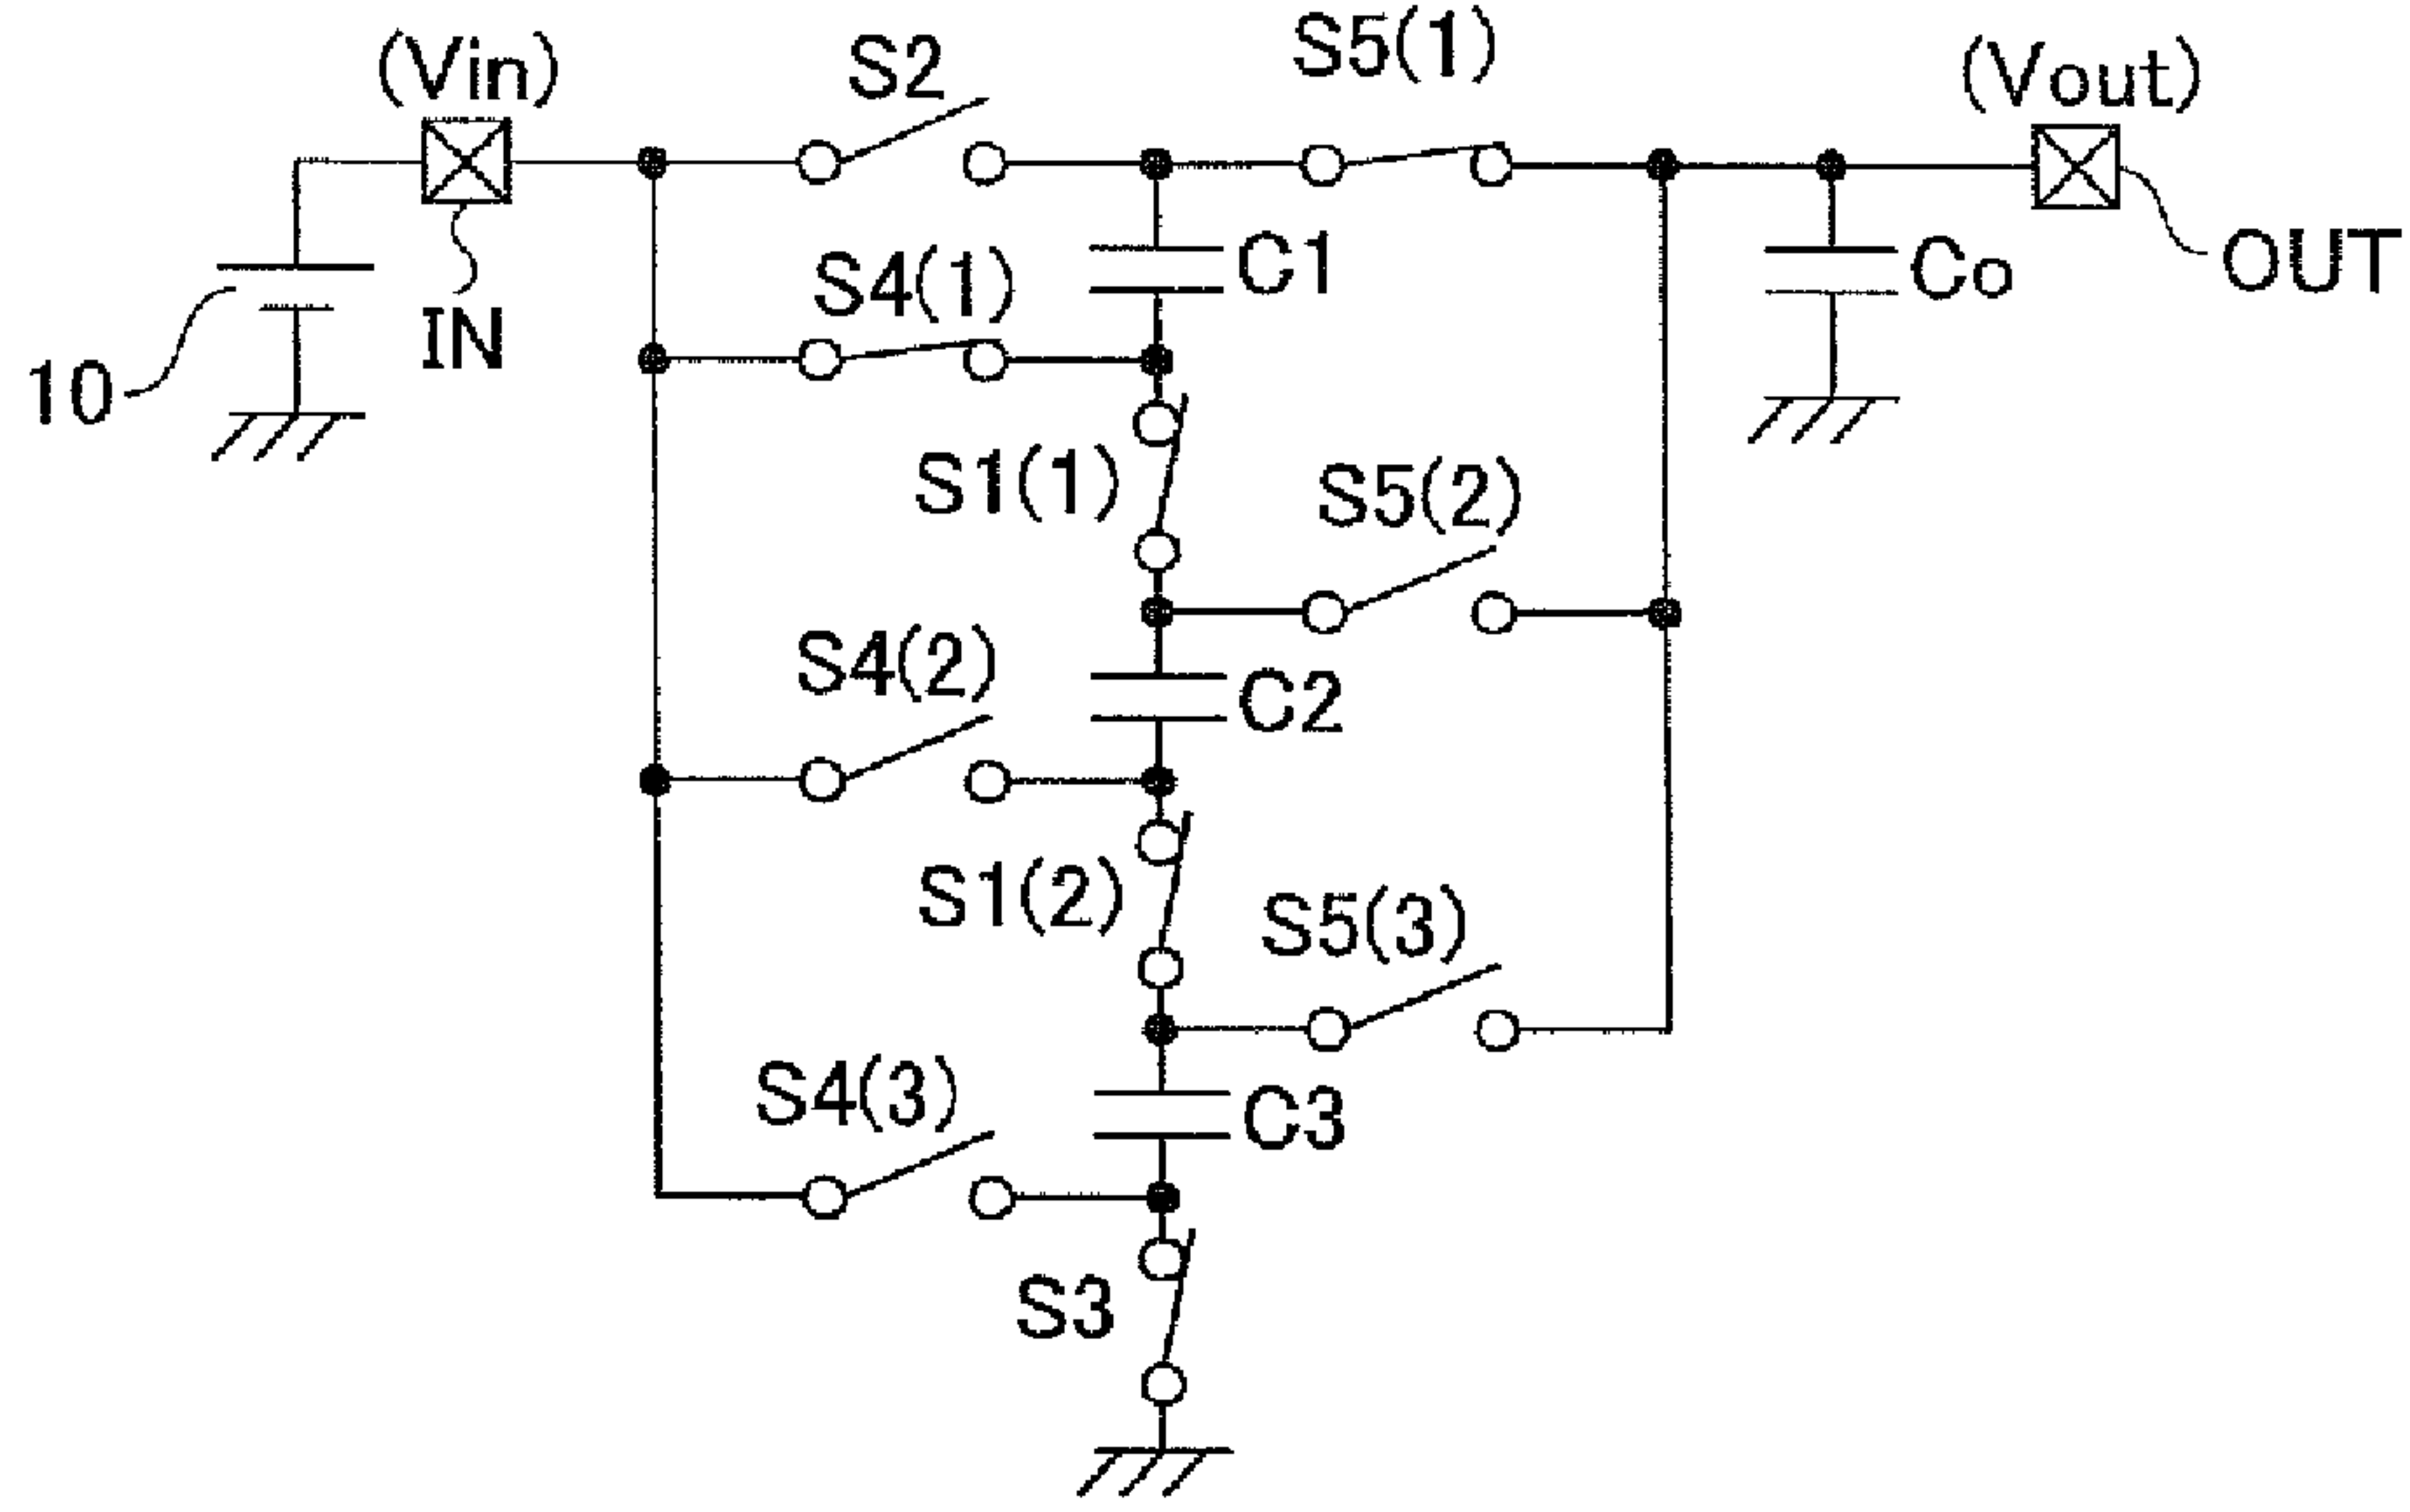 (Vin)
S2
S5(1)
(Vout)
C1
Co
OUT
S4(1)
IN
10
S1(1)
S5(2)
S4(2)
C2
S1(2)
S5(3)
S4(3)
C3
S3